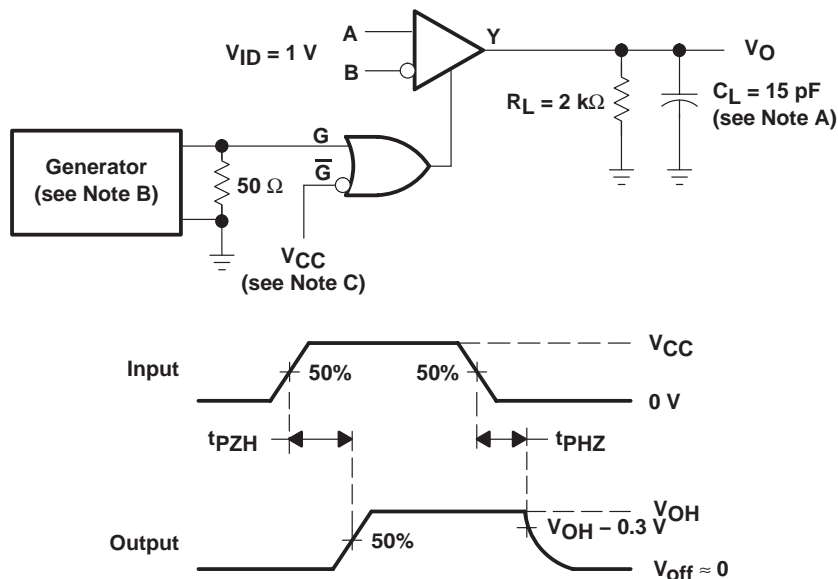 A
Y
V_O
V_ID = 1 V
B
R_L = 2 kΩ
C_L = 15 pF
(see Note A)
G
G̅
Generator
(see Note B)
50 Ω
V_CC
(see Note C)
Input
50%
50%
V_CC
0 V
t_PZH
t_PHZ
Output
50%
V_OH
V_OH – 0.3 V
V_off ≈ 0